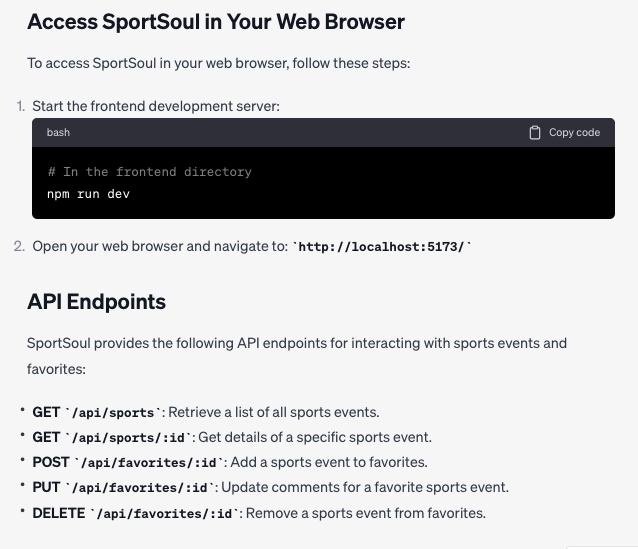 Access SportSoul in Your Web Browser
To access SportSoul in your web browser, follow these steps:
1. Start the frontend development server:
bash Copy code
# In the frontend directory
npm run dev
2. Open your web browser and navigate to: `http://localhost:5173/`
API Endpoints
SportSoul provides the following API endpoints for interacting with sports events and
favorites:
• GET `/api/sports`: Retrieve a list of all sports events.
• GET `/api/sports/:id`: Get details of a specific sports event.
• POST `/api/favorites/:id`: Add a sports event to favorites.
• PUT `/api/favorites/:id`: Update comments for a favorite sports event.
• DELETE `/api/favorites/:id`: Remove a sports event from favorites.